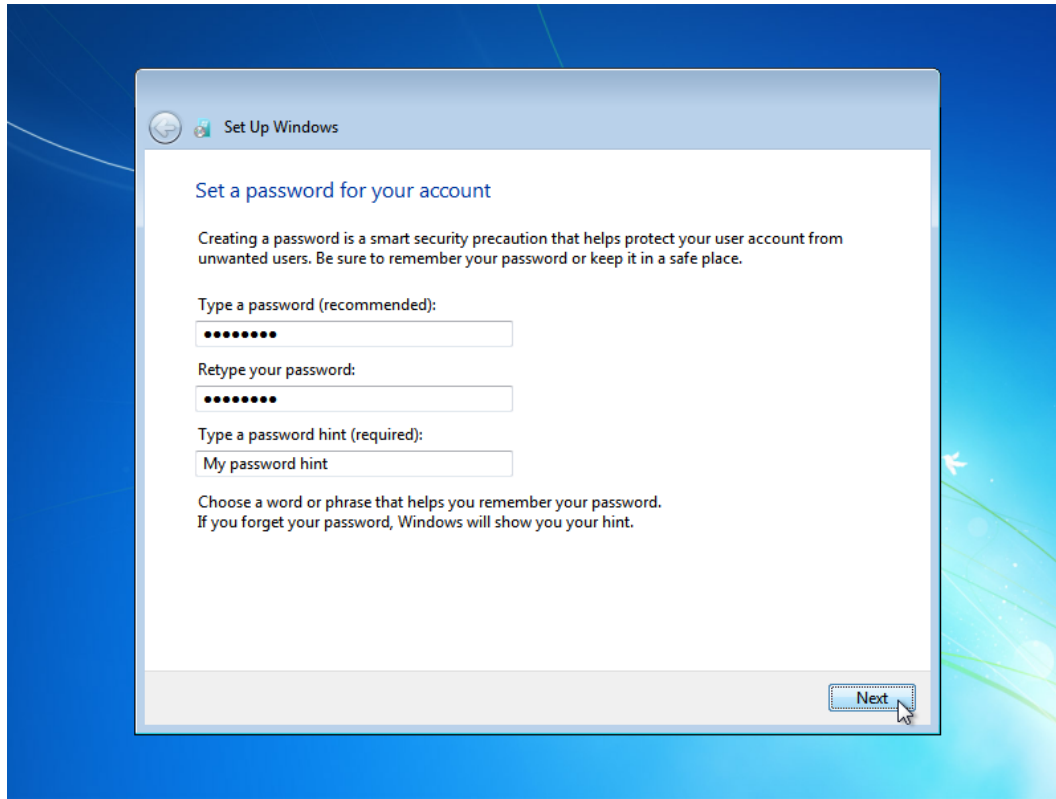 Set Up Windows
Set a password for your account
Creating a password is a smart security precaution that helps protect your user account from
unwanted users. Be sure to remember your password or keep it in a safe place.
Type a password (recommended):
●●●●●●●●
Retype your password:
●●●●●●●●
Type a password hint (required):
My password hint
Choose a word or phrase that helps you remember your password.
If you forget your password, Windows will show you your hint.
Next